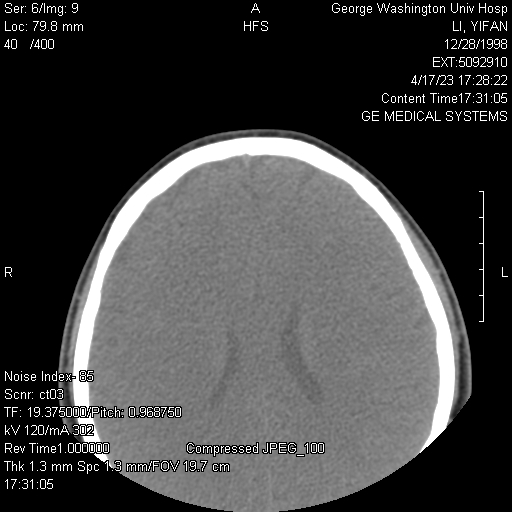 Ser: 6/Img: 9
Loc: 79.8 mm
40 /400
A
HFS
George Washington Univ Hosp
LI, YIFAN
12/28/1998
EXT:5092910
4/17/23 17:28:22
Content Time17:31:05
GE MEDICAL SYSTEMS
R
L
Noise Index- 85
Scnr: ct03
TF: 19.375000/Pitch: 0.968750
kV 120/mA 302
Rev Time1.000000
Compressed JPEG_100
Thk 1.3 mm Spc 1.3 mm/FOV 19.7 cm
17:31:05